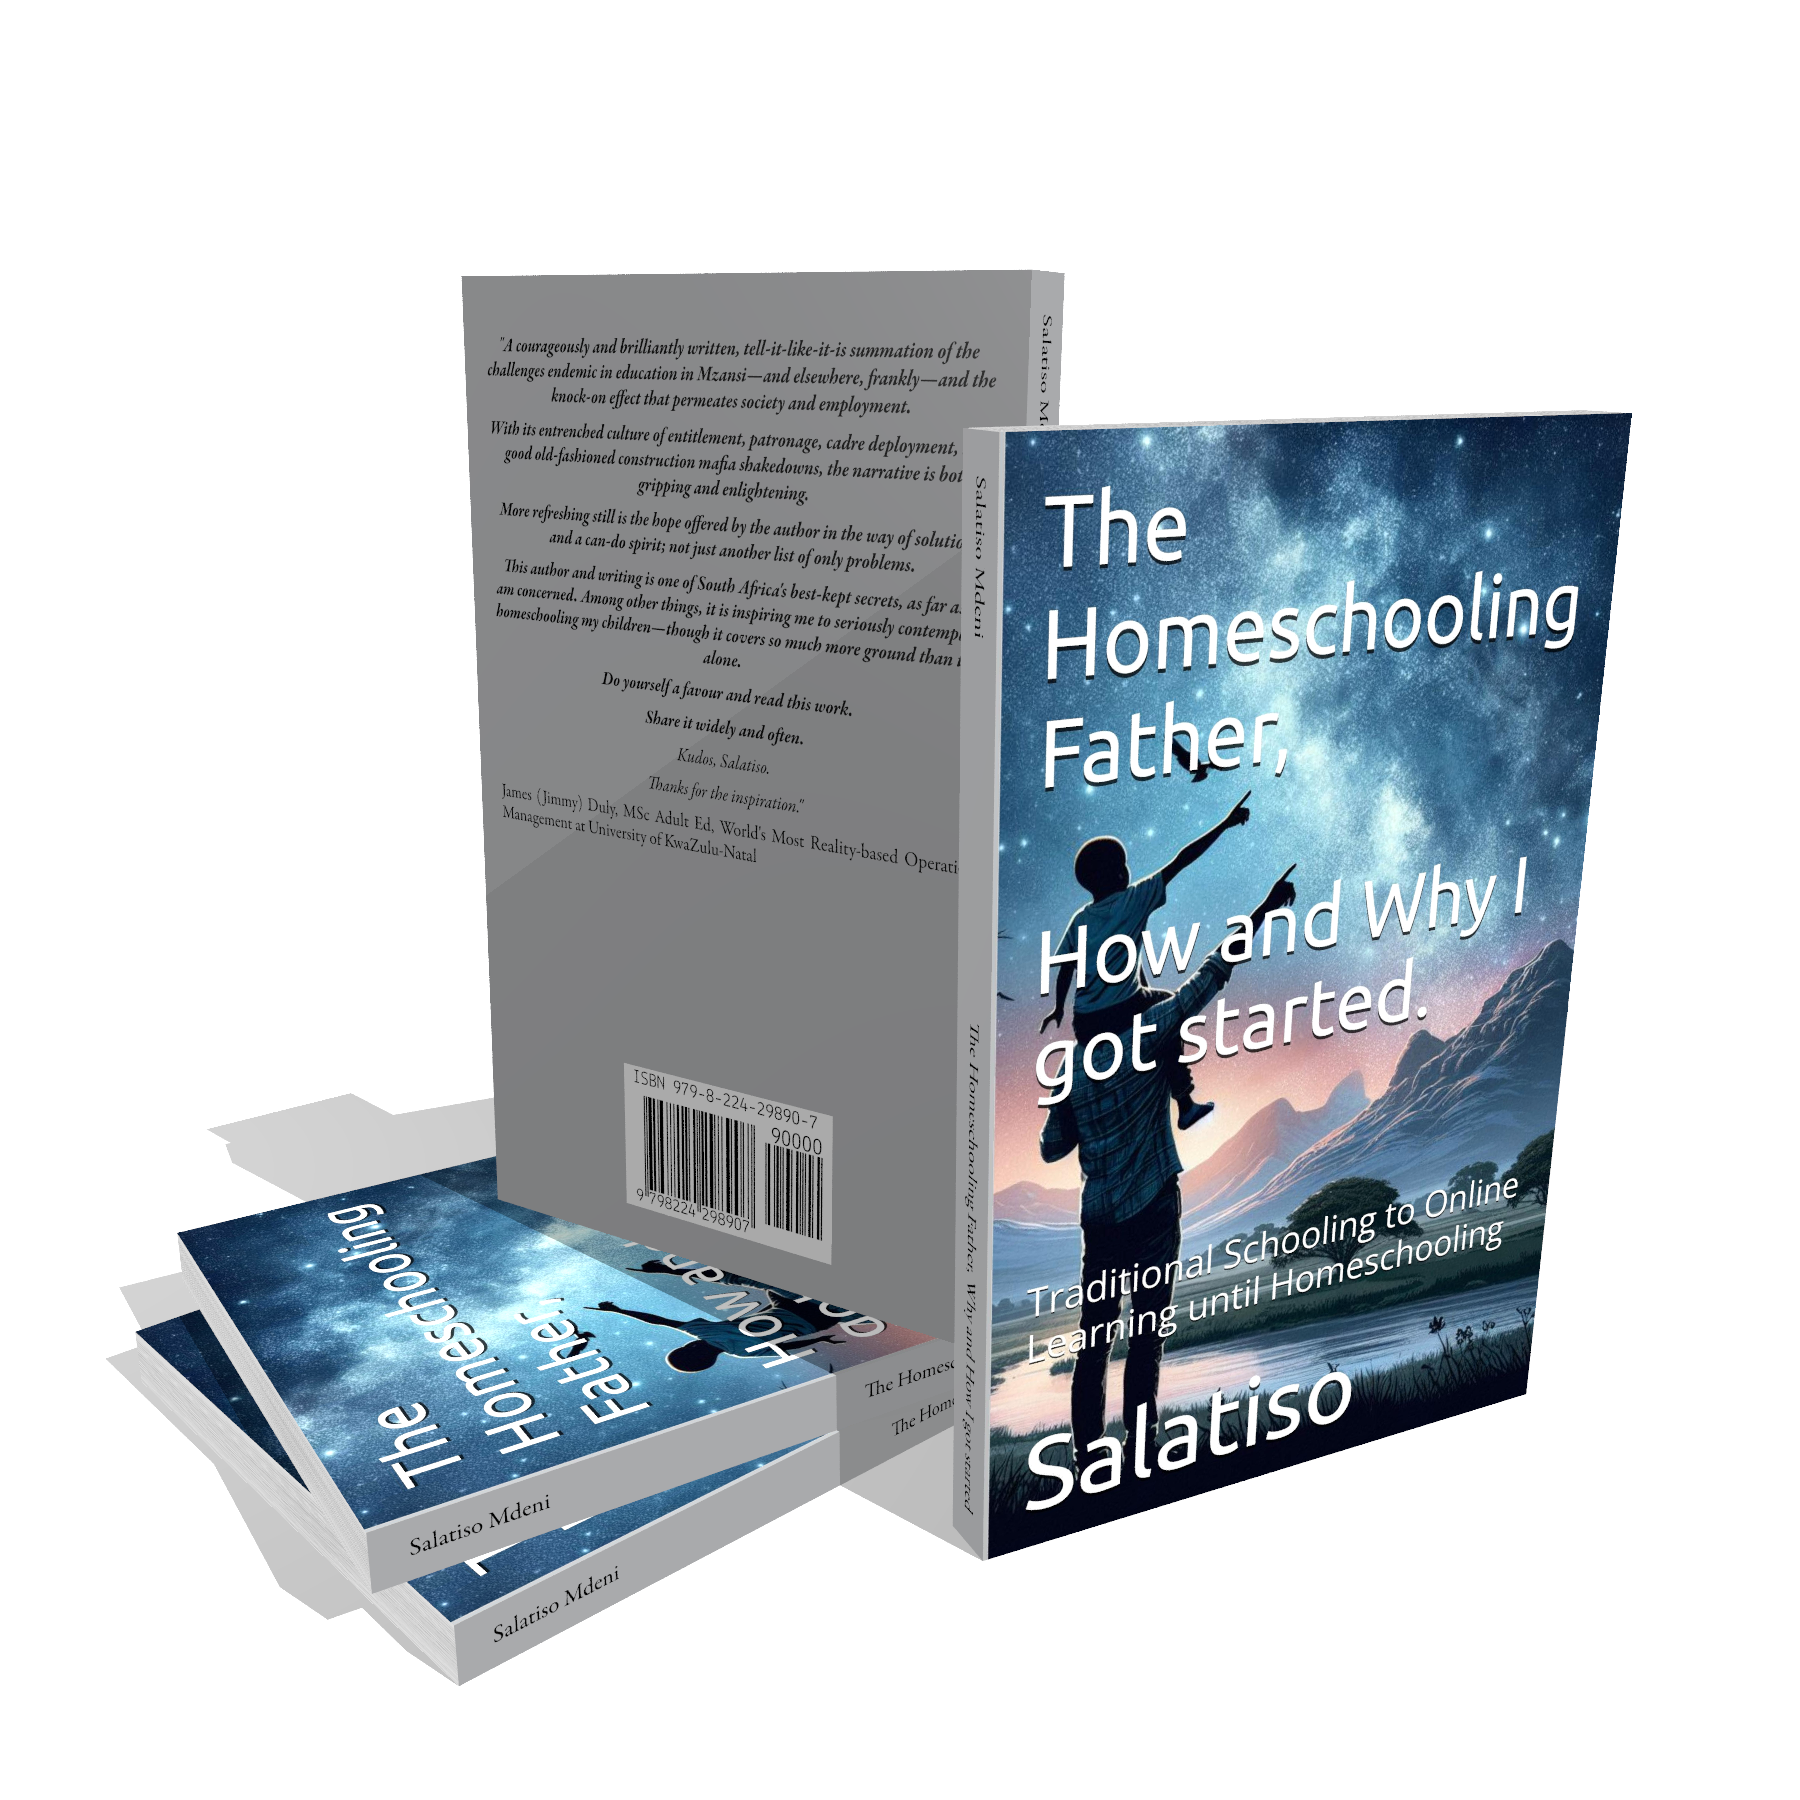 "A courageously and brilliantly written, tell-it-like-it-is summation of the
challenges endemic in education in Mzansi—and elsewhere, frankly—and the
knock-on effect that permeates society and employment.
With its entrenched culture of entitlement, patronage, cadre deployment,
good old-fashioned construction mafia shakedowns, the narrative is
gripping and enlightening.
More refreshing still is the hope offered by the author in the way of
and a can-do spirit; not just another list of only problems.
This author and writing is one of South Africa's best-kept secrets, as far
am concerned. Among other things, it is inspiring me to seriously
homeschooling my children—though it covers so much more ground than
alone.
Do yourself a favour and read this work.
Share it widely and often.
Kudos, Salatiso.
Thanks for the inspiration."
James (Jimmy) Duly, MSc Adult Ed, World's Most Reality-based
Management at University of KwaZulu-Natal
ISBN 979-8-224-29890-7
90000
9 798224 298907
Salatiso
Salatiso Mdeni
The Homeschooling Father, Why and How I got started
The
Homeschooling
Father,
How and Why I
got started.
Traditional Schooling to Online
Learning until Homeschooling
Salatiso
The
Homeschooling
Father,
How
Salatiso Mdeni
The
Salatiso Mdeni
The